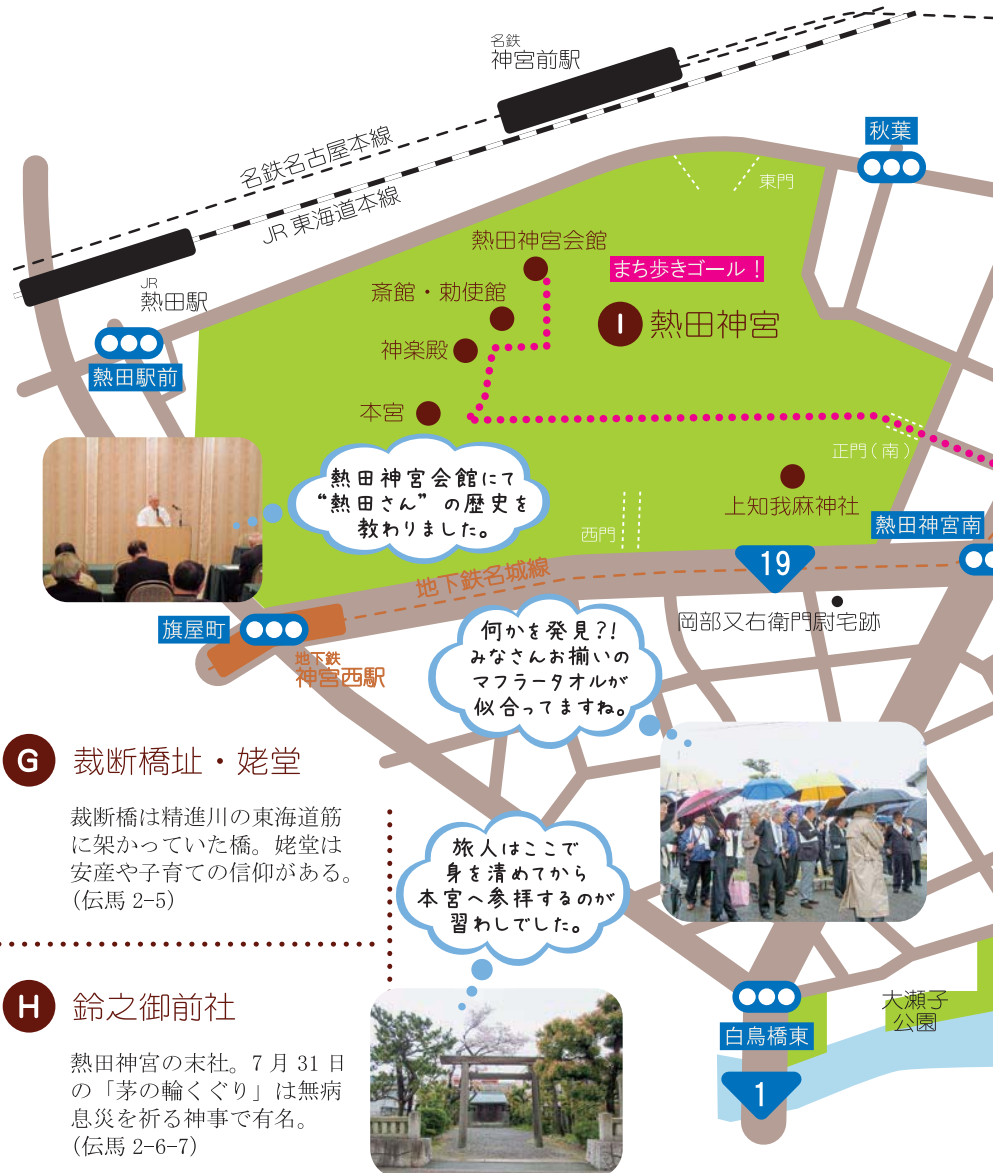 名鉄
神宮前駅
秋葉
名鉄名古屋本線
JR 東海道本線
東門
熱田神宮会館
まち歩きゴール！
斎館・勅使館
JR
熱田駅
I 熱田神宮
神楽殿
熱田駅前
本宮
正門（南）
熱田神宮会館にて
“熱田さん”の歴史を
教わりました。
上知我麻神社
熱田神宮南
西門
19
地下鉄名城線
旗屋町
岡部又右衛門尉宅跡
何かを発見?!
みなさんお揃いの
マフラータオルが
似合ってますね。
地下鉄
神宮西駅
G 裁断橋址・姥堂
裁断橋は精進川の東海道筋
に架かっていた橋。姥堂は
安産や子育ての信仰がある。
(伝馬 2-5)
旅人はここで
身を清めてから
本宮へ参拝するのが
習わしでした。
H 鈴之御前社
熱田神宮の末社。7 月 31 日
の「茅の輪くぐり」は無病
息災を祈る神事で有名。
(伝馬 2-6-7)
大瀬子
公園
白鳥橋東
1